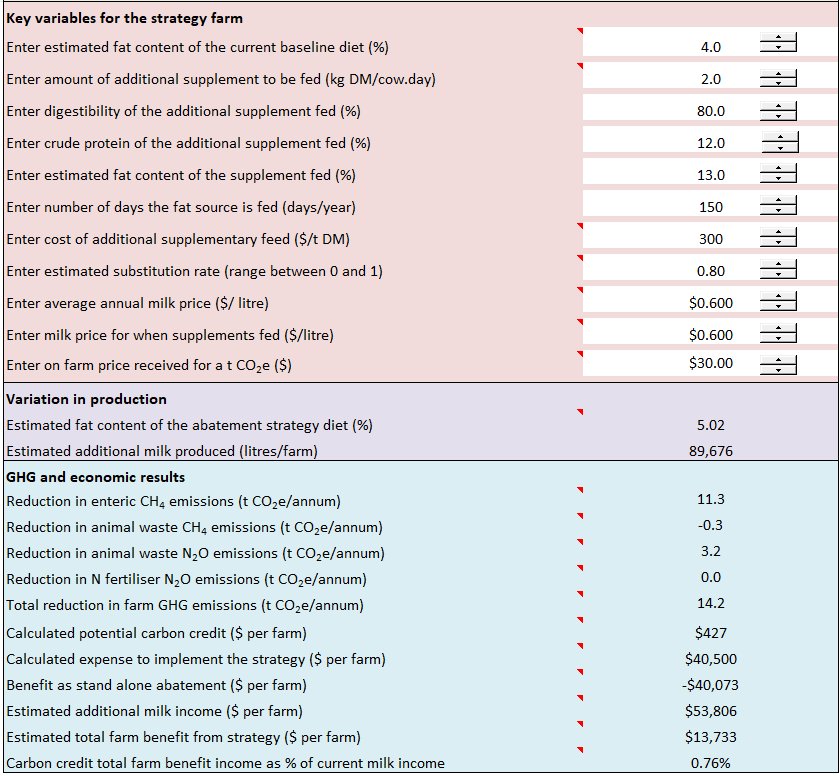 Key variables for the strategy farm
Enter estimated fat content of the current baseline diet (%) 4.0
Enter amount of additional supplement to be fed (kg DM/cow.day) 2.0
Enter digestibility of the additional supplement fed (%) 80.0
Enter crude protein of the additional supplement fed (%) 12.0
Enter estimated fat content of the supplement fed (%) 13.0
Enter number of days the fat source is fed (days/year) 150
Enter cost of additional supplementary feed ($/t DM) 300
Enter estimated substitution rate (range between 0 and 1) 0.80
Enter average annual milk price ($/ litre) $0.600
Enter milk price for when supplements fed ($/litre) $0.600
Enter on farm price received for a t CO₂e ($) $30.00
Variation in production
Estimated fat content of the abatement strategy diet (%) 5.02
Estimated additional milk produced (litres/farm) 89,676
GHG and economic results
Reduction in enteric CH₄ emissions (t CO₂e/annum) 11.3
Reduction in animal waste CH₄ emissions (t CO₂e/annum) -0.3
Reduction in animal waste N₂O emissions (t CO₂e/annum) 3.2
Reduction in N fertiliser N₂O emissions (t CO₂e/annum) 0.0
Total reduction in farm GHG emissions (t CO₂e/annum) 14.2
Calculated potential carbon credit ($ per farm) $427
Calculated expense to implement the strategy ($ per farm) $40,500
Benefit as stand alone abatement ($ per farm) -$40,073
Estimated additional milk income ($ per farm) $53,806
Estimated total farm benefit from strategy ($ per farm) $13,733
Carbon credit total farm benefit income as % of current milk income 0.76%